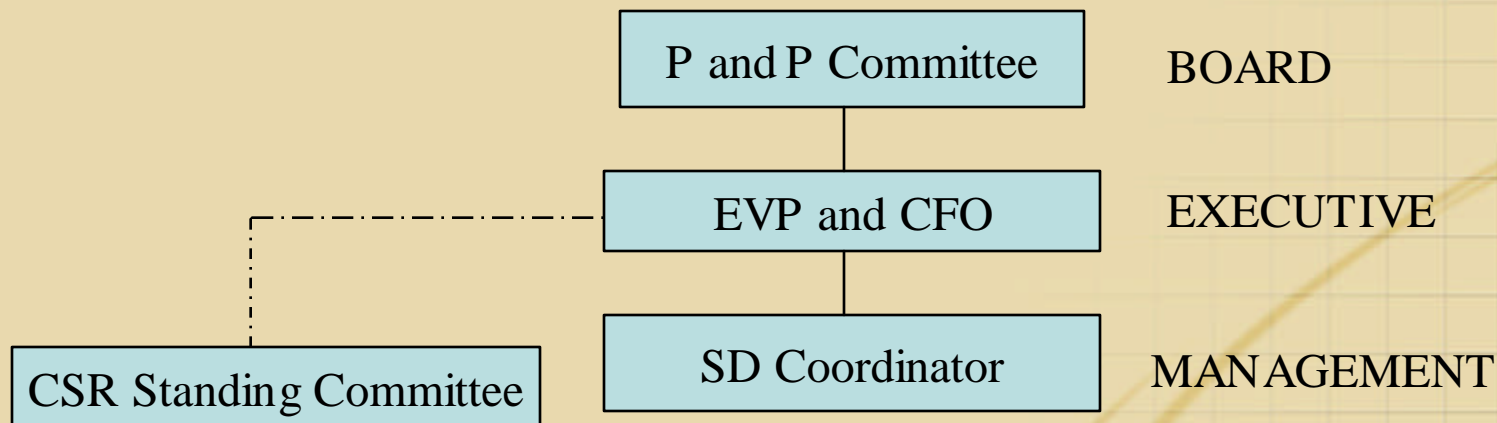 P and P Committee
BOARD
EVP and CFO
EXECUTIVE
SD Coordinator
MANAGEMENT
CSR Standing Committee